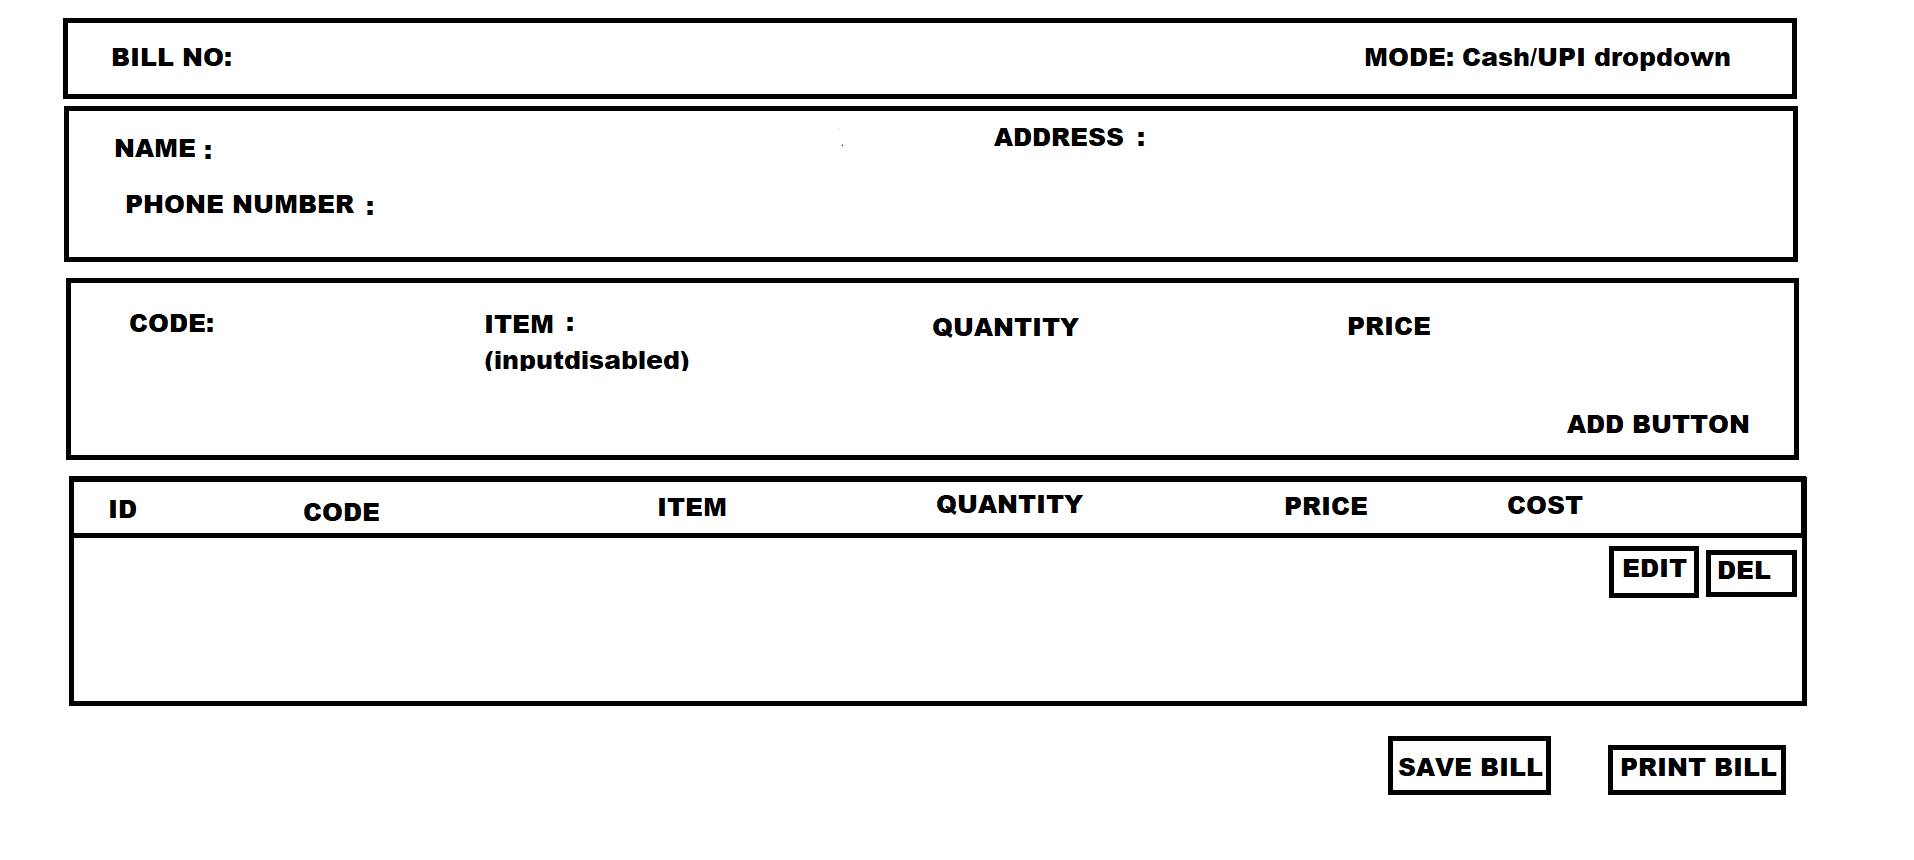 BILL NO: MODE: Cash/UPI dropdown
NAME : ADDRESS :
PHONE NUMBER :
CODE: ITEM : QUANTITY PRICE
(inputdisabled)
ADD BUTTON
ID CODE ITEM QUANTITY PRICE COST
EDIT DEL
SAVE BILL PRINT BILL